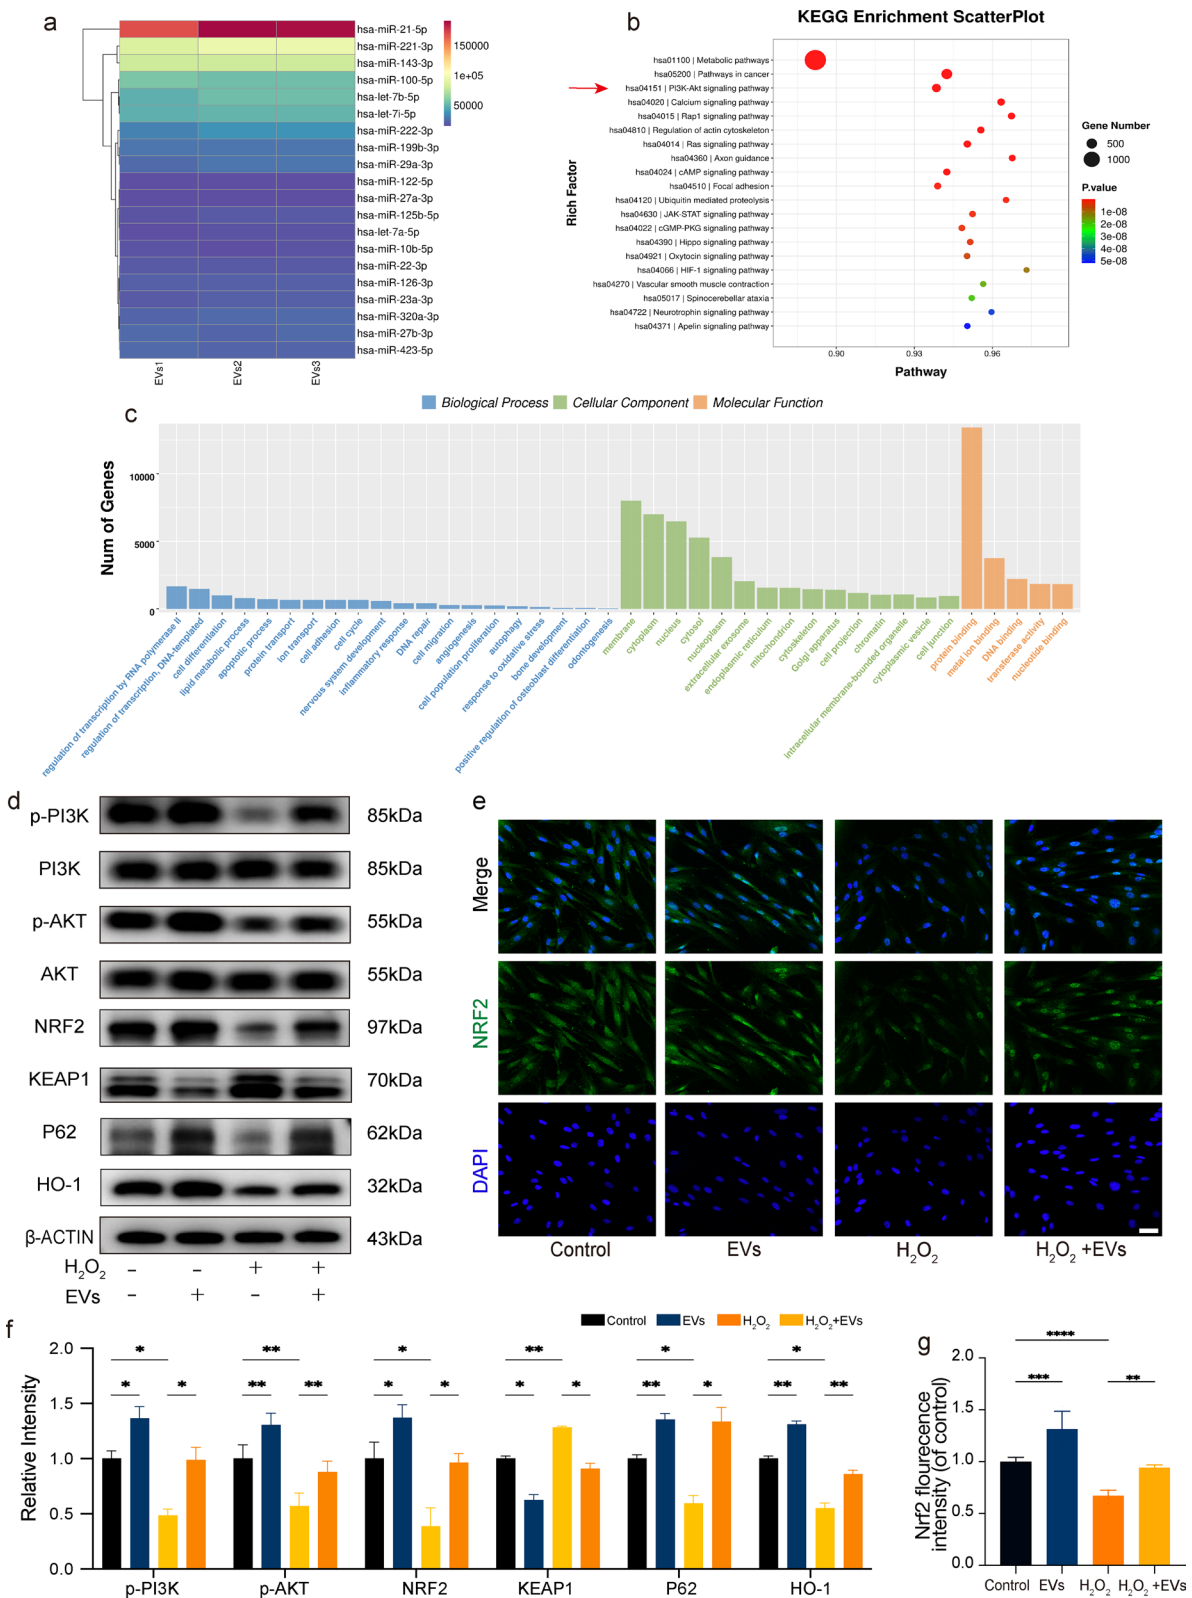 a
hsa-miR-21-5p
hsa-miR-221-3p
hsa-miR-143-3p
hsa-miR-100-5p
hsa-let-7b-5p
hsa-let-7i-5p
hsa-miR-222-3p
hsa-miR-199b-3p
hsa-miR-29a-3p
hsa-miR-122-5p
hsa-miR-27a-3p
hsa-miR-125b-5p
hsa-let-7a-5p
hsa-miR-10b-5p
hsa-miR-22-3p
hsa-miR-126-3p
hsa-miR-23a-3p
hsa-miR-320a-3p
hsa-miR-27b-3p
hsa-miR-423-5p
EVs1
EVs2
EVs3
150000
1e+05
50000
b
KEGG Enrichment ScatterPlot
Rich Factor
hsa01100 | Metabolic pathways
hsa05200 | Pathways in cancer
hsa04151 | PI3K-Akt signaling pathway
hsa04020 | Calcium signaling pathway
hsa04015 | Rap1 signaling pathway
hsa04810 | Regulation of actin cytoskeleton
hsa04014 | Ras signaling pathway
hsa04360 | Axon guidance
hsa04024 | cAMP signaling pathway
hsa04510 | Focal adhesion
hsa04120 | Ubiquitin mediated proteolysis
hsa04630 | JAK-STAT signaling pathway
hsa04022 | cGMP-PKG signaling pathway
hsa04390 | Hippo signaling pathway
hsa04921 | Oxytocin signaling pathway
hsa04066 | HIF-1 signaling pathway
hsa04270 | Vascular smooth muscle contraction
hsa05017 | Spinocerebellar ataxia
hsa04722 | Neurotrophin signaling pathway
hsa04371 | Apelin signaling pathway
0.90
0.93
0.96
Pathway
Gene Number
500
1000
P.value
1e-08
2e-08
3e-08
4e-08
5e-08
c
Biological Process
Cellular Component
Molecular Function
Num of Genes
10000
5000
0
regulation of transcription by RNA polymerase II
regulation of transcription, DNA-templated
cell differentiation
lipid metabolic process
apoptotic process
protein transport
ion transport
cell adhesion
cell cycle
nervous system development
inflammatory response
DNA repair
cell migration
angiogenesis
cell population proliferation
autophagy
response to oxidative stress
bone development
positive regulation of osteoblast differentiation
odontogenesis
membrane
cytoplasm
nucleus
cytosol
nucleoplasm
extracellular exosome
endoplasmic reticulum
mitochondrion
cytoskeleton
Golgi apparatus
cell projection
chromatin
intracellular membrane-bounded organelle
cytoplasmic vesicle
cell junction
protein binding
metal ion binding
DNA binding
transferase activity
nucleotide binding
d
p-PI3K 85kDa
PI3K 85kDa
p-AKT 55kDa
AKT 55kDa
NRF2 97kDa
KEAP1 70kDa
P62 62kDa
HO-1 32kDa
β-ACTIN 43kDa
H₂O₂ - - + +
EVs - + - +
e
Merge
NRF2
DAPI
Control
EVs
H₂O₂
H₂O₂ +EVs
f
Control
EVs
H₂O₂
H₂O₂+EVs
Relative Intensity
2.0
1.5
1.0
0.5
0.0
* ** * ** * *
* * ** ** * * * * ** * ** **
p-PI3K
p-AKT
NRF2
KEAP1
P62
HO-1
g
Nrf2 flourecence
intensity (of control)
2.0
1.5
1.0
0.5
0.0
****
*** **
Control
EVs
H₂O₂
H₂O₂ +EVs